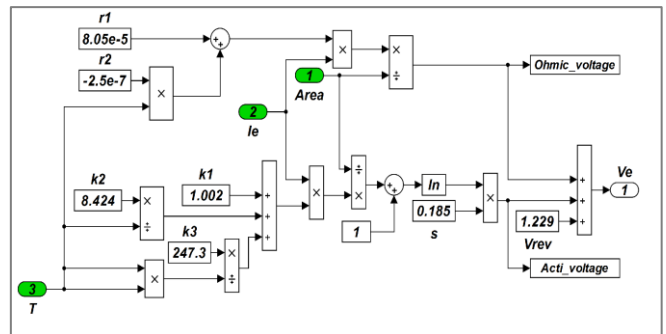 r1
8.05e-5
r2
-2.5e-7
1
Area
2
Ie
Ohmic_voltage
k2
8.424
k1
1.002
k3
247.3
3
T
1
ln
0.185
s
1.229
Vrev
Ve
1
Acti_voltage